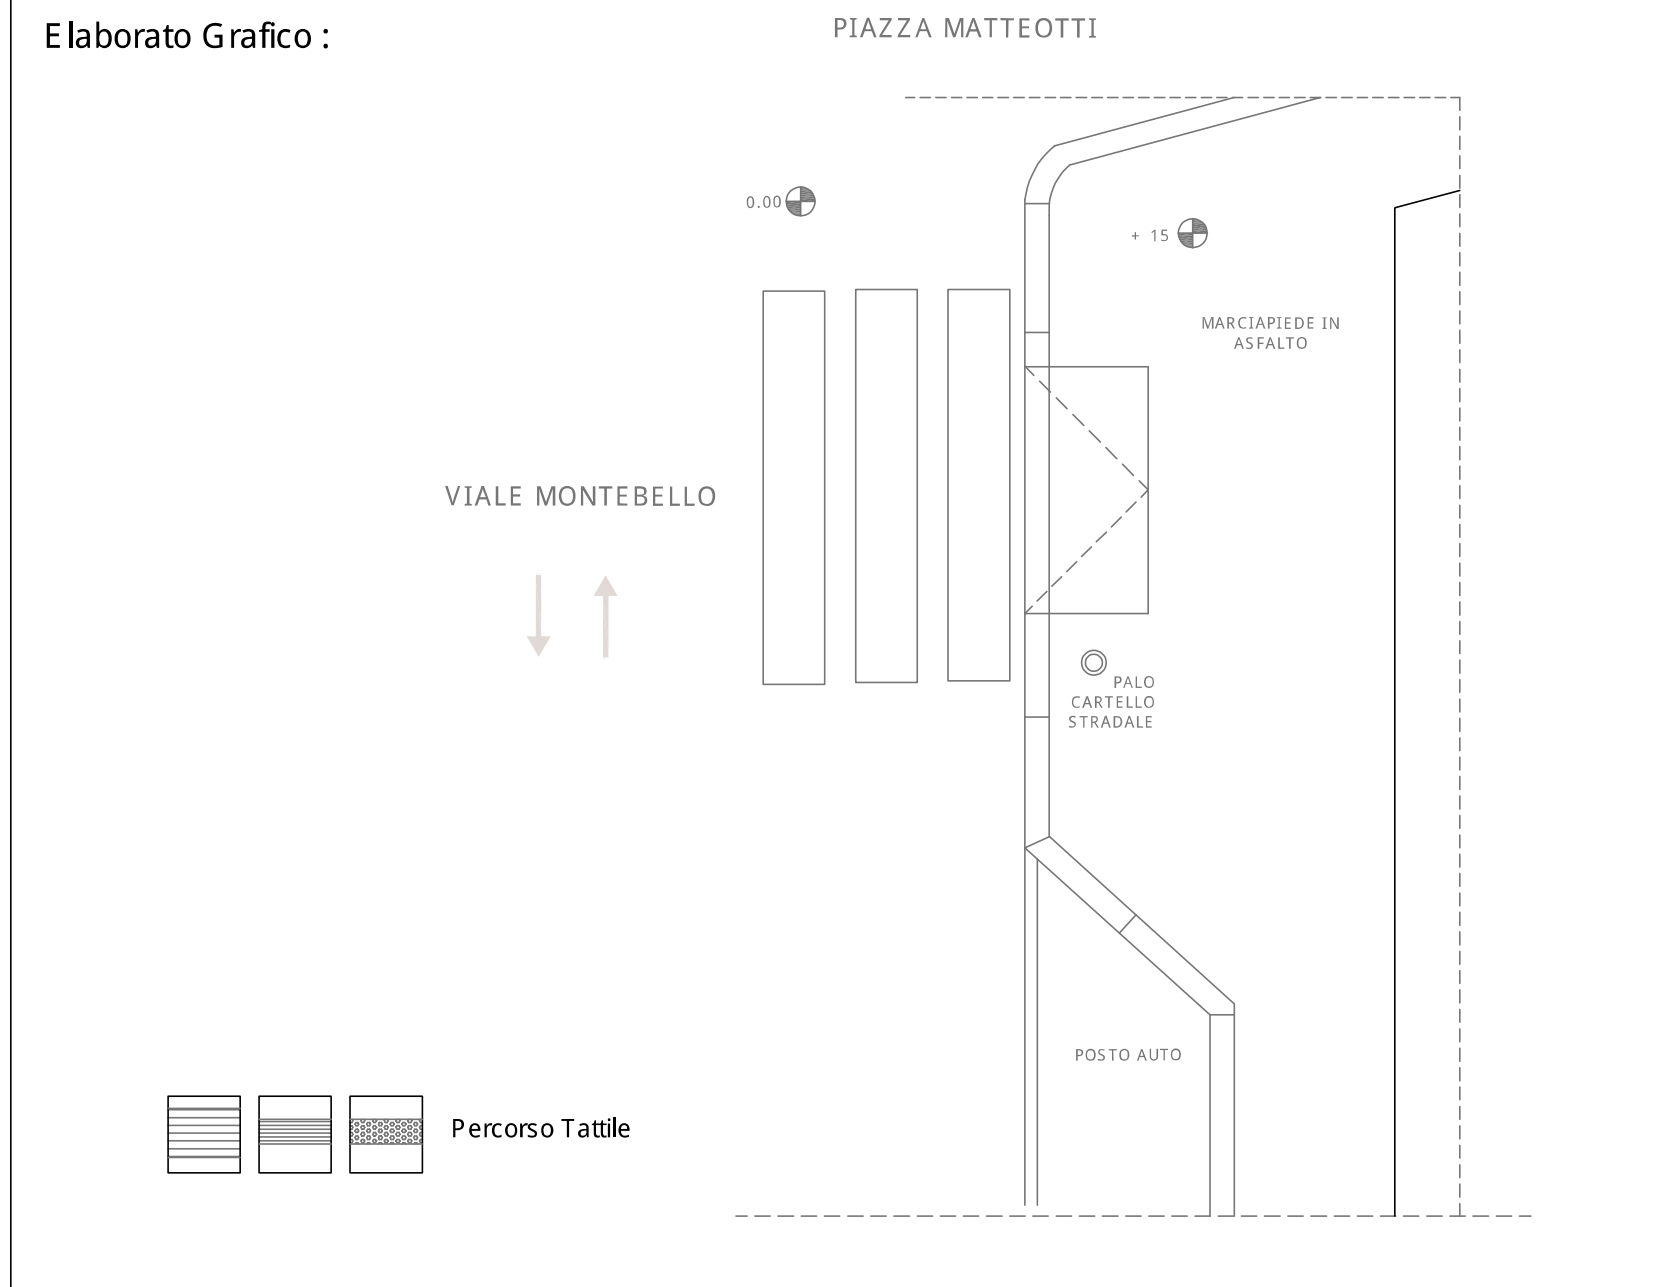 Elaborato Grafico :
PIAZZA MATTEOTTI
0.00
+ 15
MARCIAPIEDE IN
ASFALTO
VIALE MONTEBELLO
PALO
CARTELLO
STRADALE
POSTO AUTO
Percorso Tattile